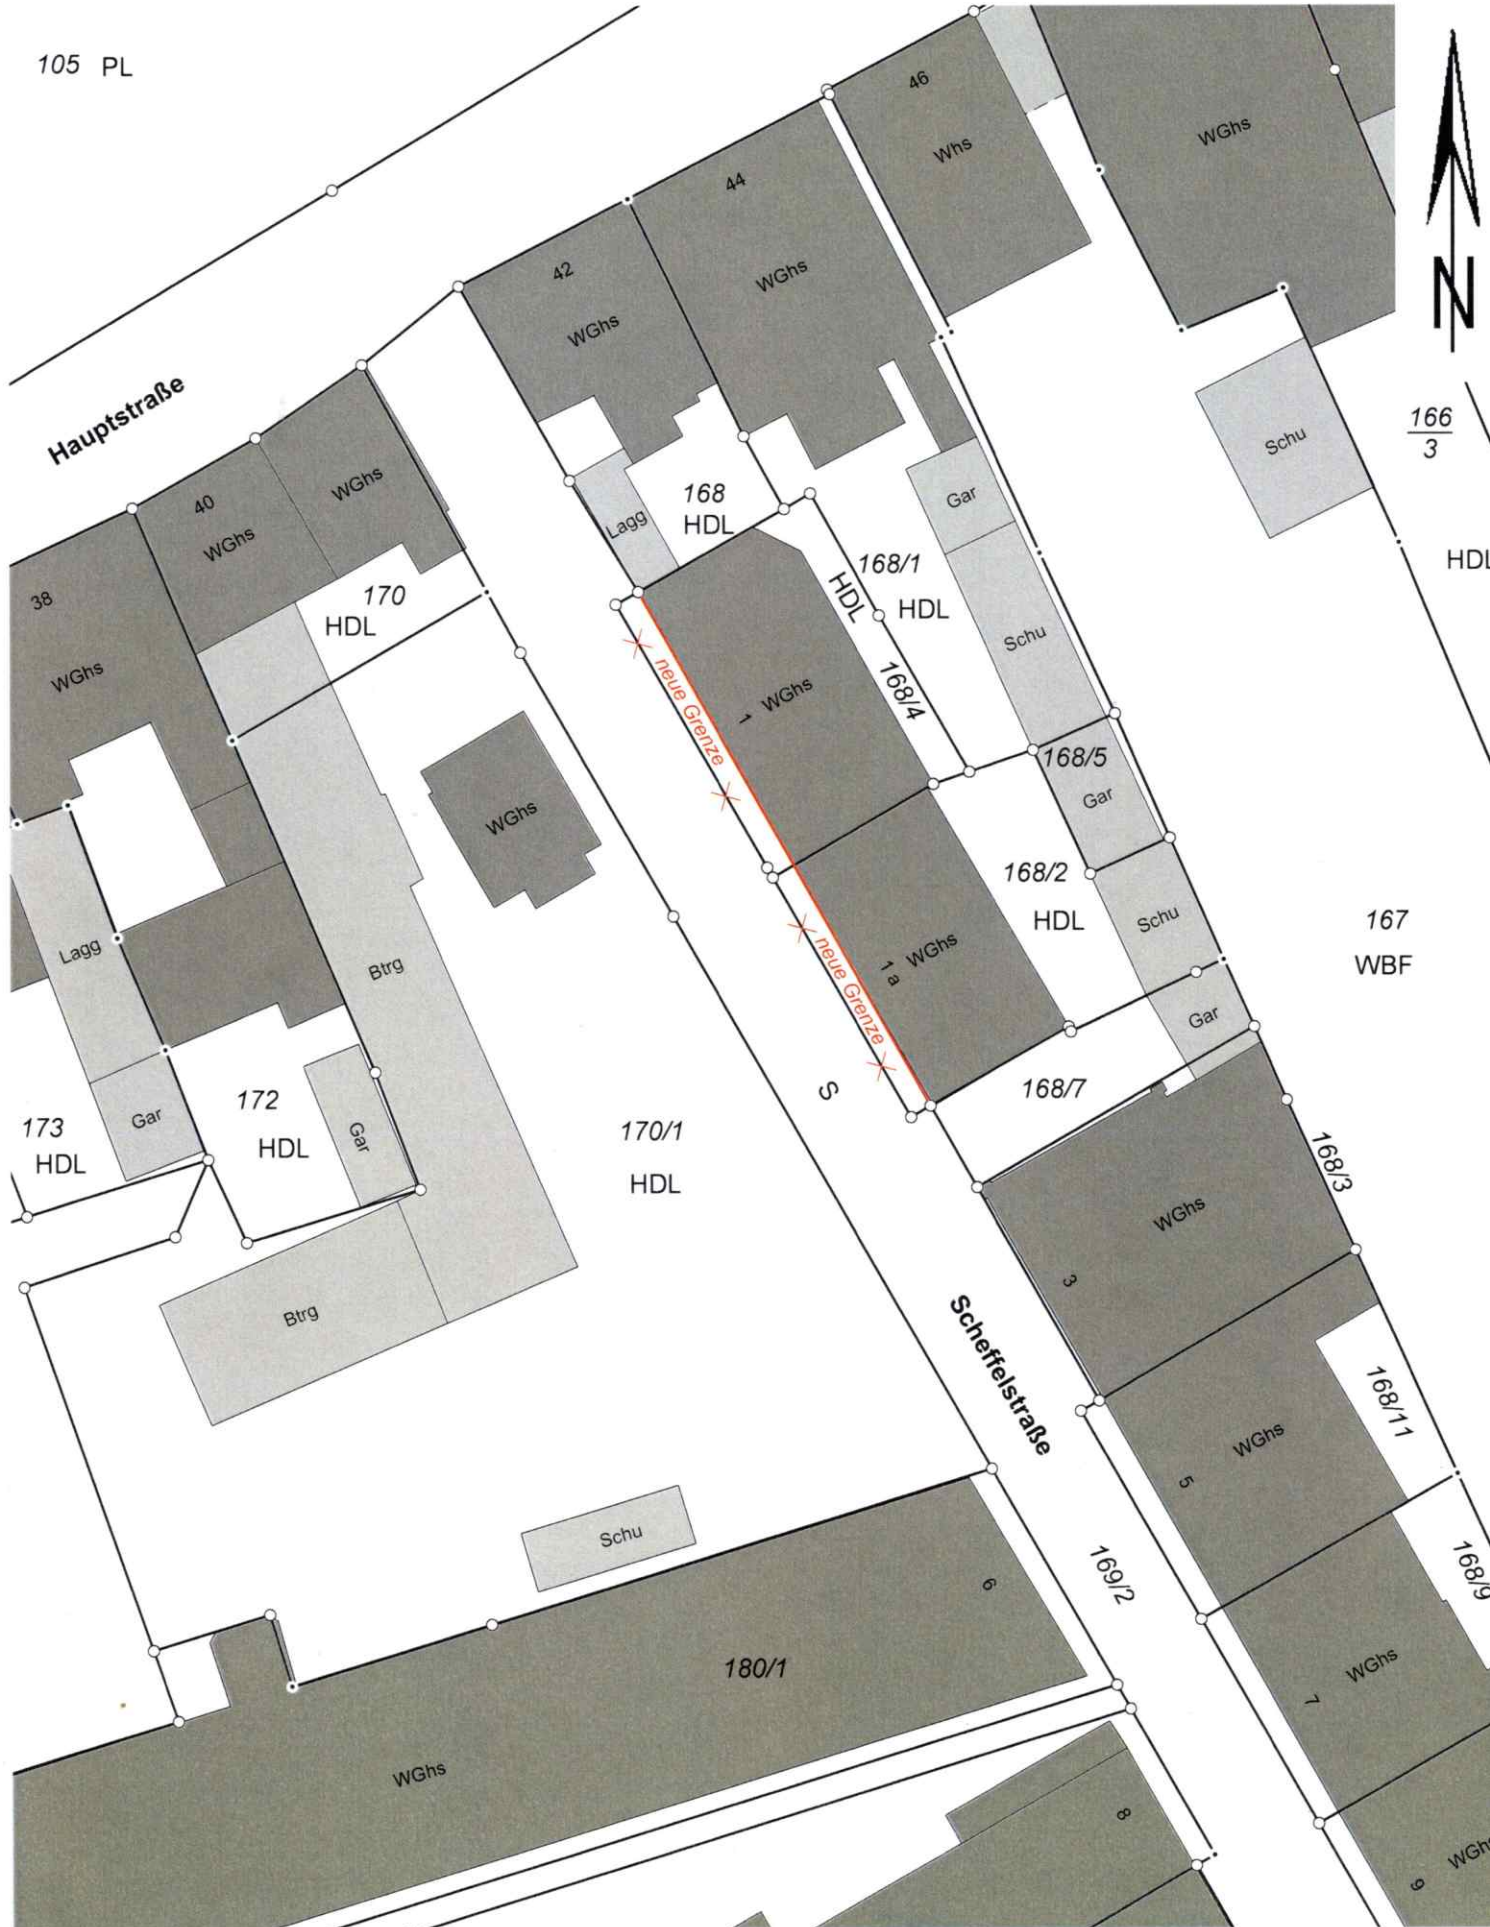 105 PL
46
Whs
WGhs
44
WGhs
42
WGhs
N
Hauptstraße
166
3
Schu
HDL
40
WGhs
WGhs
168
HDL
Lagg
Gar
168/1
HDL
HDL
38
WGhs
170
HDL
Schu
168/4
neue Grenze
1
WGhs
168/5
Gar
WGhs
168/2
HDL
Schu
167
WBF
Lagg
Btrg
neue Grenze
1 a
WGhs
Gar
S
168/7
173
HDL
Gar
172
HDL
Gar
170/1
HDL
168/3
WGhs
3
Btrg
Scheffelstraße
168/11
WGhs
5
Schu
6
169/2
168/9
180/1
WGhs
7
WGhs
8
WGhs
9